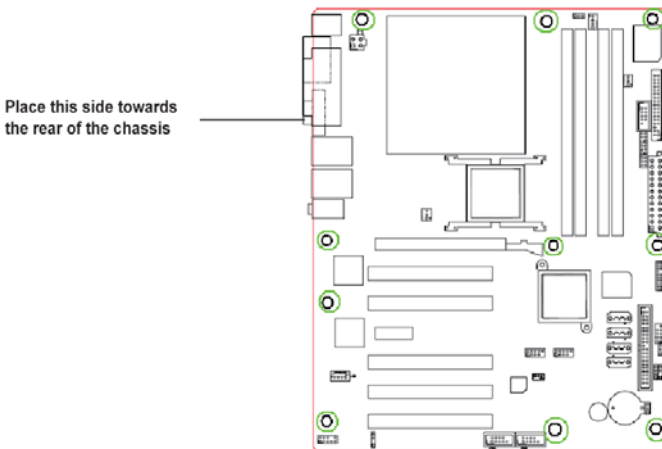 Place this side towards
the rear of the chassis